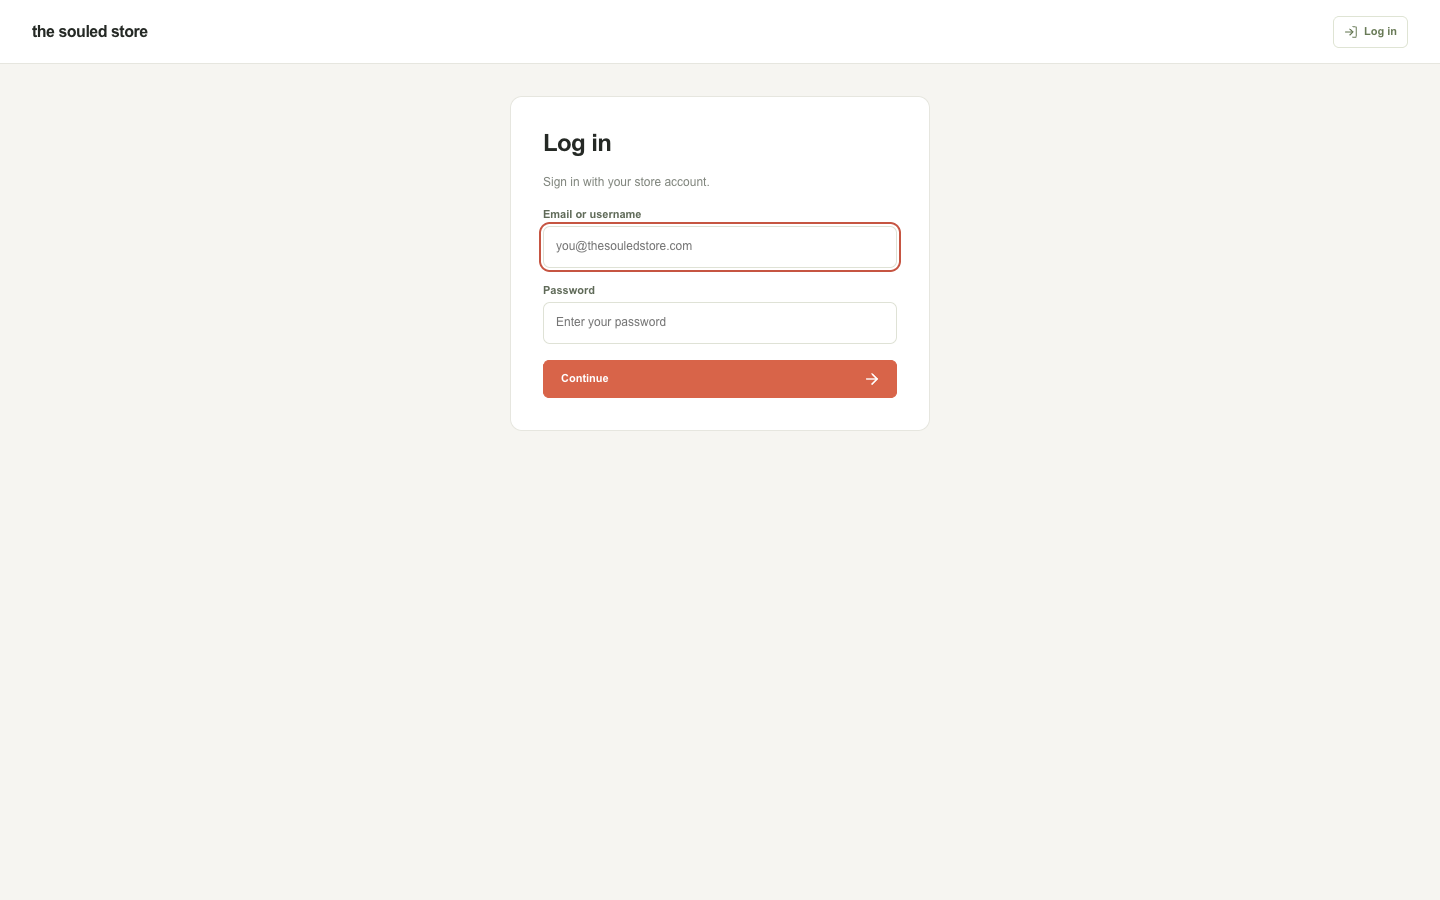 the souled store
Log in
Log in
Sign in with your store account.
Email or username
you@thesouledstore.com
Password
Enter your password
Continue